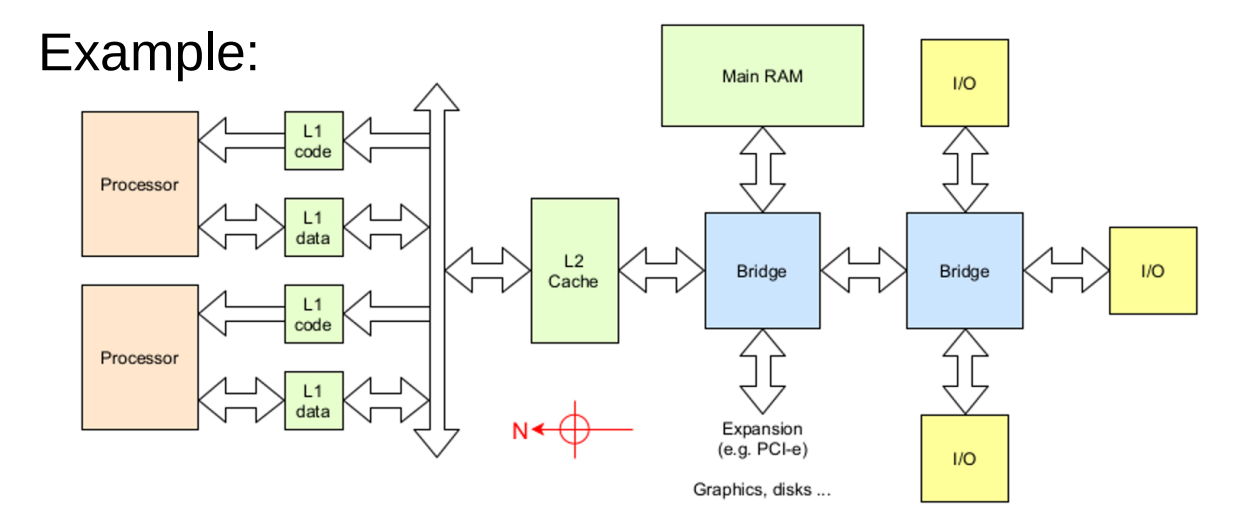 Example:
Main RAM
I/O
L1
code
Processor
L1
data
L2
Cache
Bridge
Bridge
I/O
L1
code
Processor
L1
data
N
Expansion
(e.g. PCI-e)
Graphics, disks ...
I/O